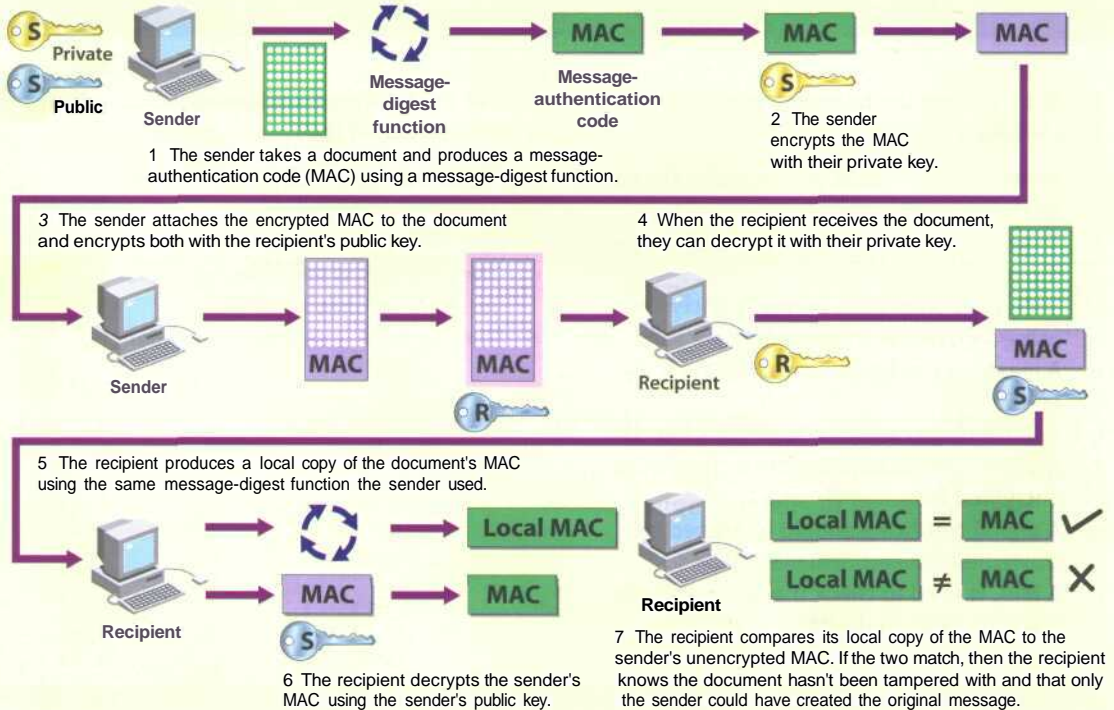 S
Private
S
Public
Sender
Message-
digest
function
MAC
Message-
authentication
code
MAC
S
MAC
1 The sender takes a document and produces a message-
authentication code (MAC) using a message-digest function.
2 The sender
encrypts the MAC
with their private key.
3 The sender attaches the encrypted MAC to the document
and encrypts both with the recipient's public key.
4 When the recipient receives the document,
they can decrypt it with their private key.
Sender
MAC
MAC
R
Recipient
R
MAC
S
5 The recipient produces a local copy of the document's MAC
using the same message-digest function the sender used.
Recipient
Local MAC
MAC
S
MAC
6 The recipient decrypts the sender's
MAC using the sender's public key.
Recipient
Local MAC = MAC ✓
Local MAC ≠ MAC X
7 The recipient compares its local copy of the MAC to the
sender's unencrypted MAC. If the two match, then the recipient
knows the document hasn't been tampered with and that only
the sender could have created the original message.